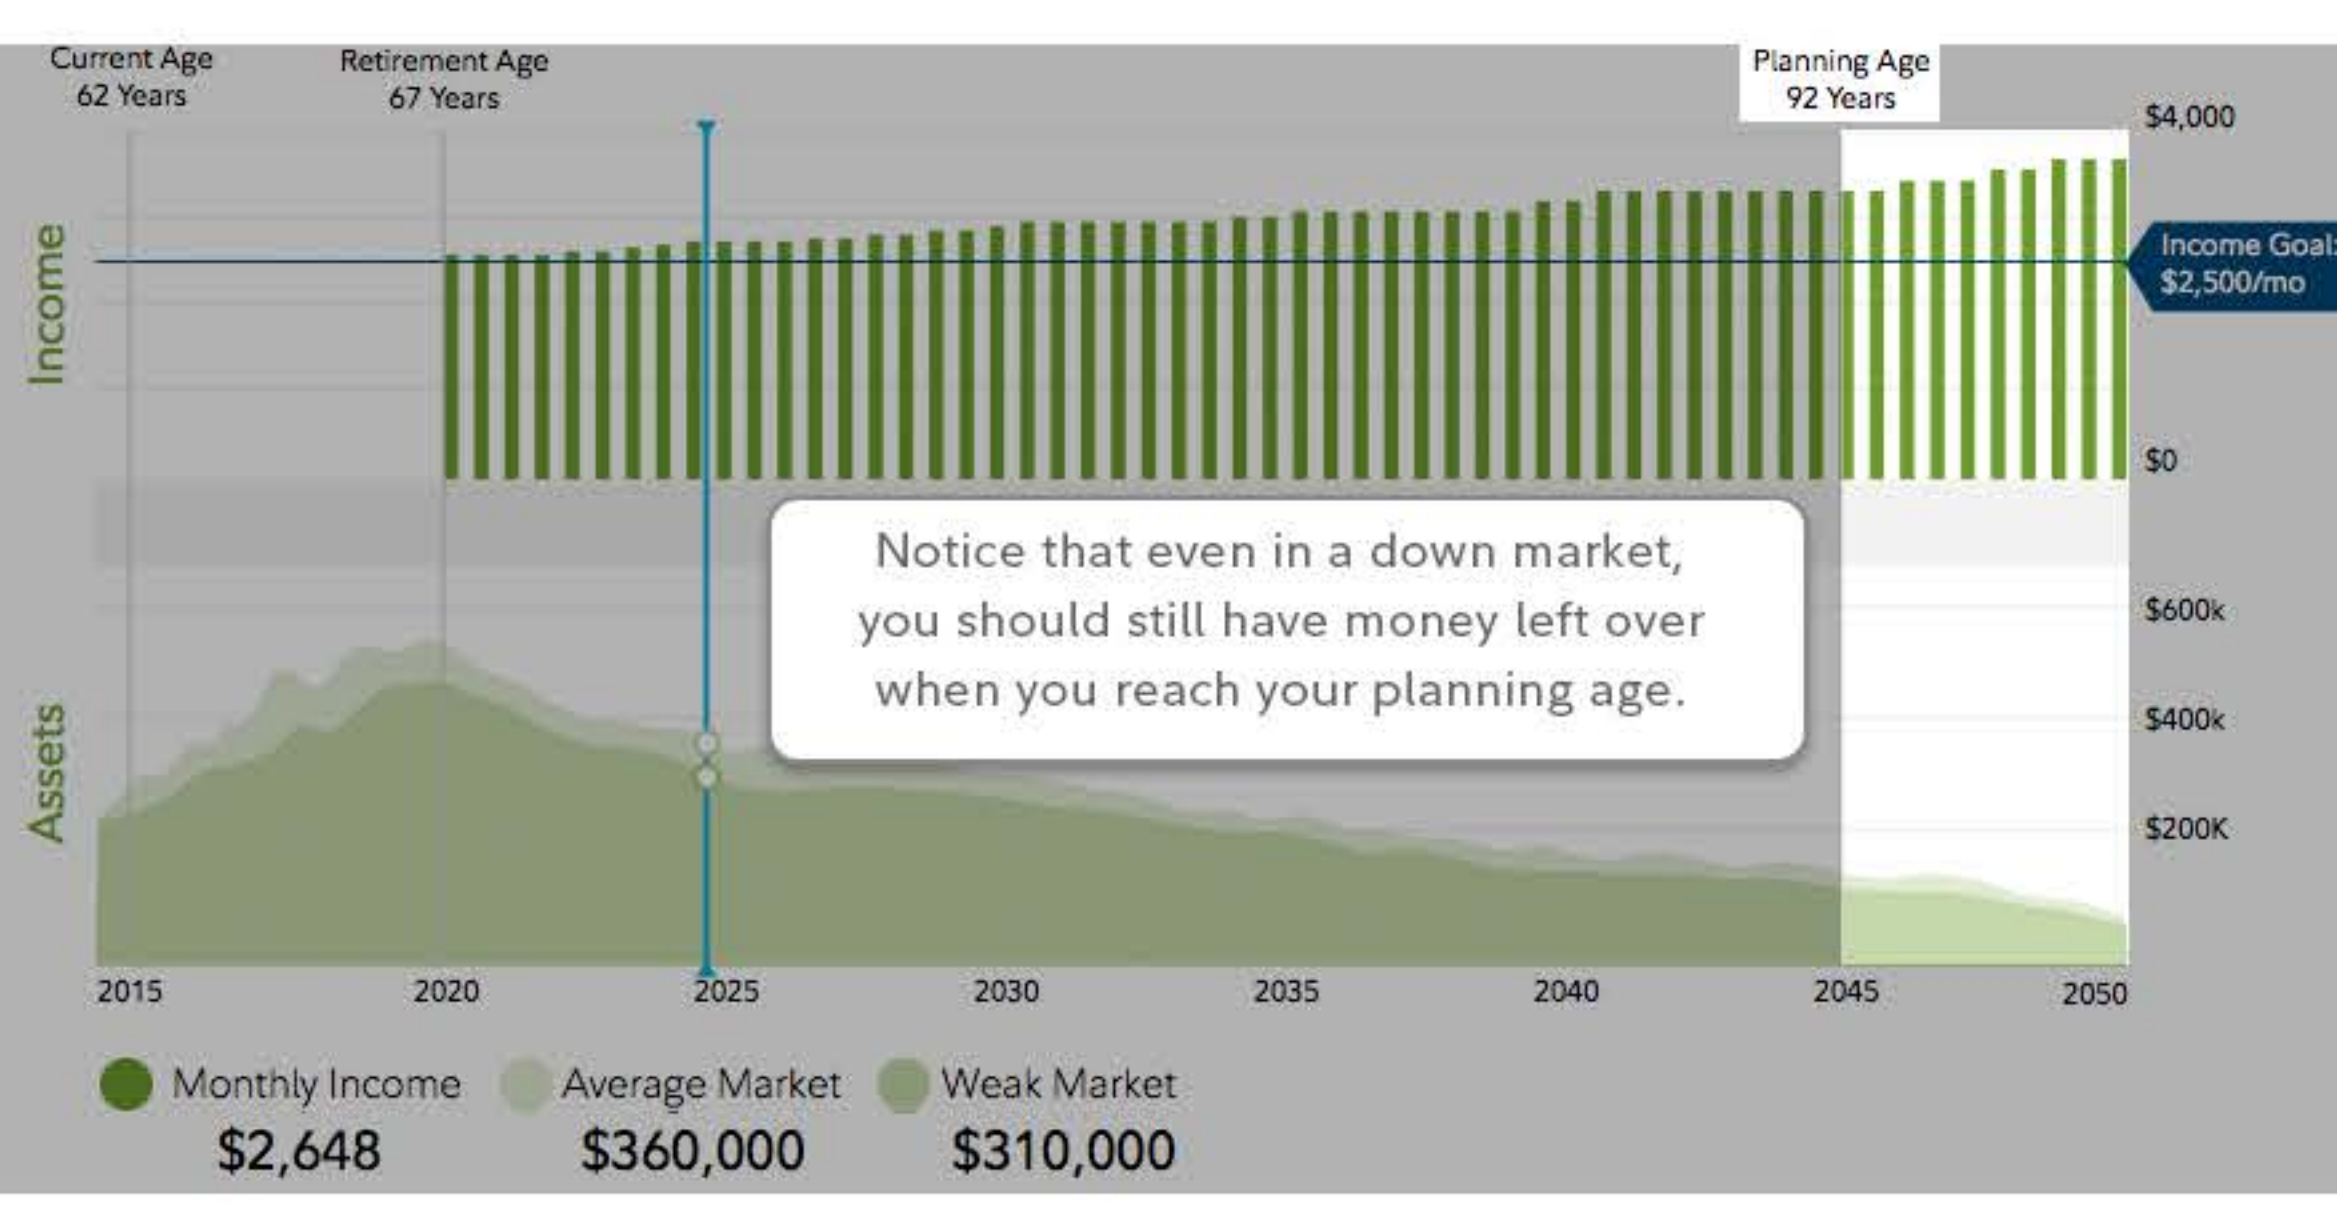 Current Age
62 Years
Retirement Age
67 Years
Planning Age
92 Years
$4,000
Income
Income Goal:
$2,500/mo
$0
Notice that even in a down market,
you should still have money left over
when you reach your planning age.
$600k
$400k
Assets
$200K
2015 2020 2025 2030 2035 2040 2045 2050
Monthly Income Average Market Weak Market
$2,648 $360,000 $310,000